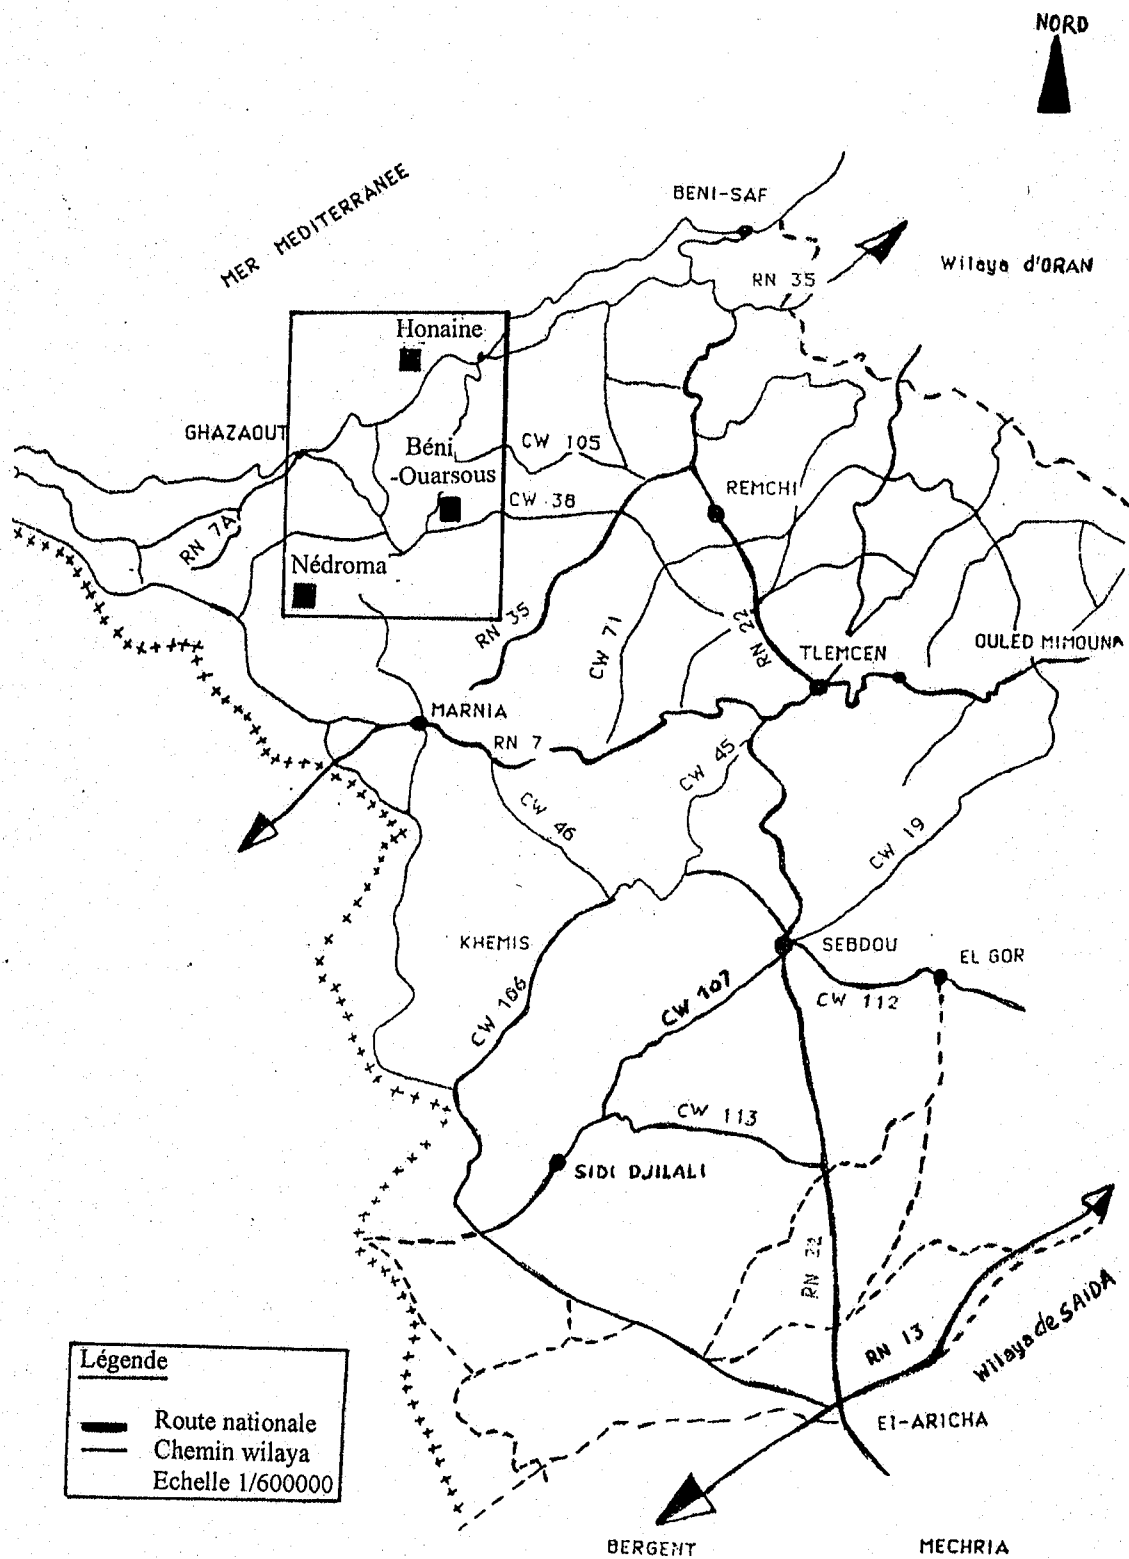 NORD
MER MEDITERRANEE
BENI-SAF
Wilaya d'ORAN
RN 35
Honaine
GHAZAOUT
Béni
-Ouarsous
CW 105
CW 38
REMCHI
RN 7A
Nédroma
RN 35
CW 71
RN 22
TLEMCEN
OULED MIMOUNA
MARNIA
RN 7
CW 45
CW 46
CW 19
KHEMIS
SEBDOU
EL GOR
CW 106
CW 107
CW 112
CW 113
SIDI DJILALI
RN 22
RN 13
Wilaya de SAIDA
El-ARICHA
Légende
Route nationale
Chemin wilaya
Echelle 1/600000
BERGENT
MECHRIA